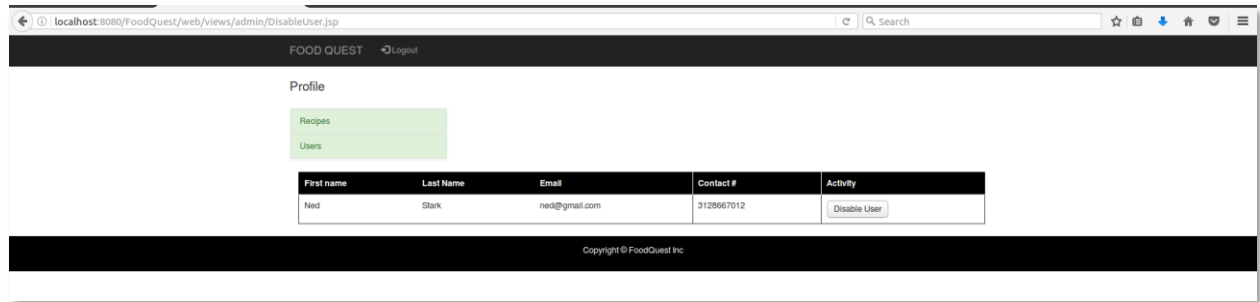 localhost:8080/FoodQuest/web/views/admin/DisableUser.jsp Search
FOOD QUEST Logout
Profile
Recipes
Users
First name Last Name Email Contact # Activity
Ned Stark ned@gmail.com 3128667012 Disable User
Copyright © FoodQuest Inc